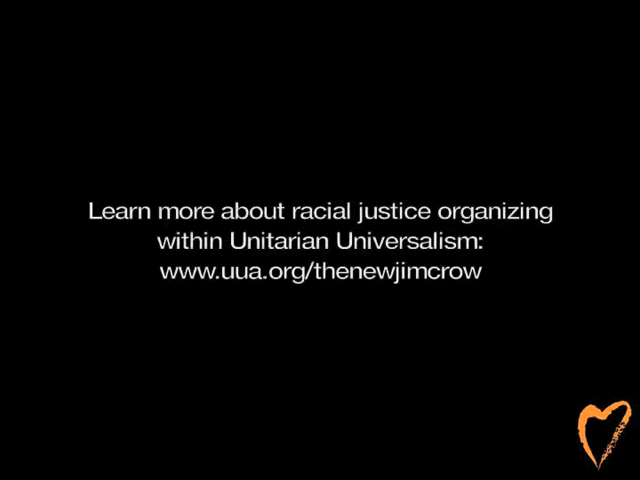 Learn more about racial justice organizing
within Unitarian Universalism:
www.uua.org/thenewjimcrow